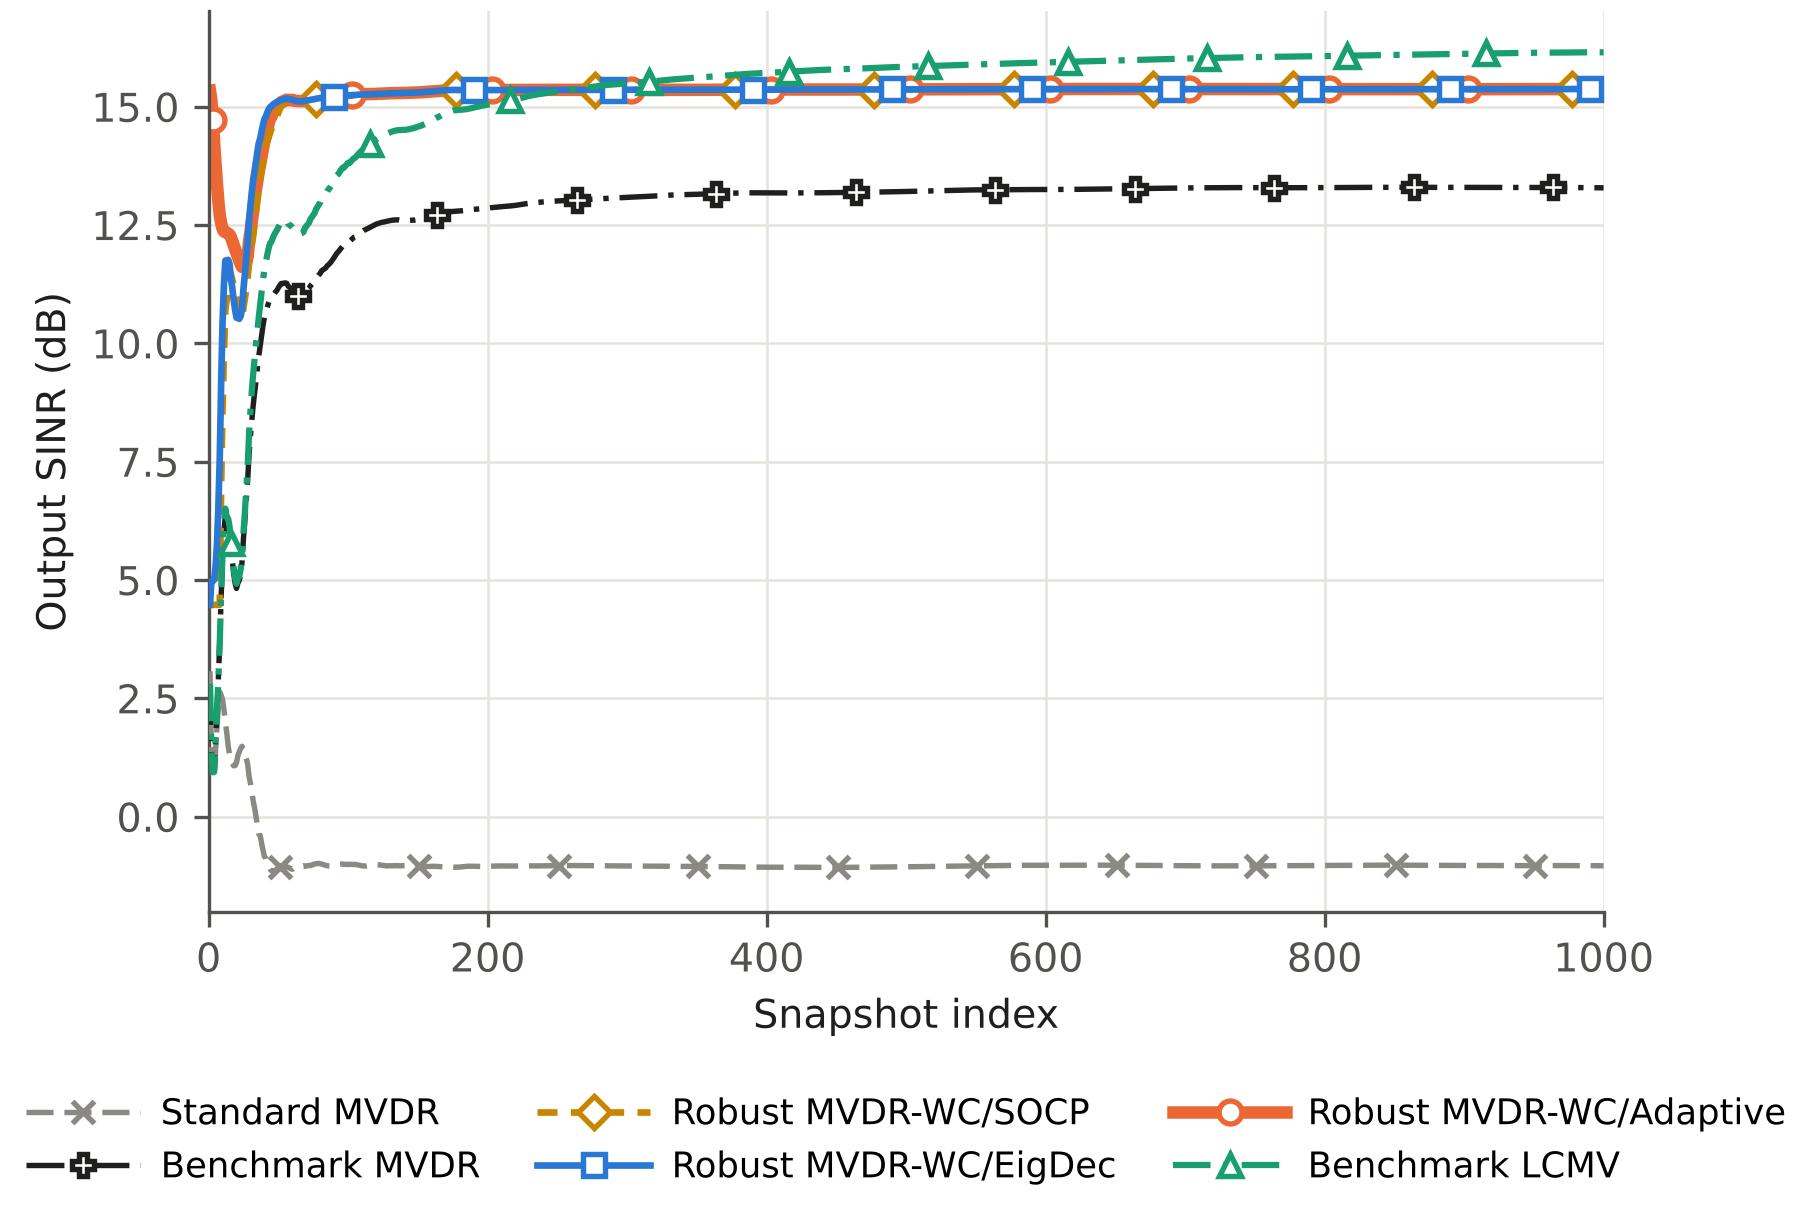 15.0
12.5
10.0
7.5
5.0
2.5
0.0
Output SINR (dB)
0 200 400 600 800 1000
Snapshot index
Standard MVDR Robust MVDR-WC/SOCP Robust MVDR-WC/Adaptive
Benchmark MVDR Robust MVDR-WC/EigDec Benchmark LCMV